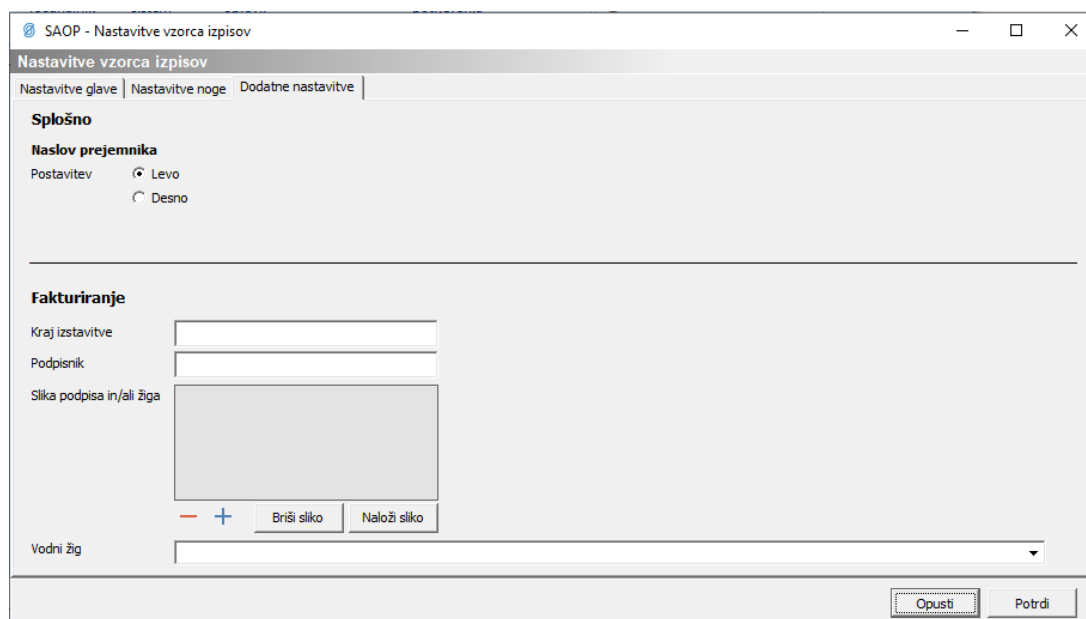 SAOP - Nastavitve vzorca izpisov
Nastavitve vzorca izpisov
Nastavitve glave Nastavitve noge Dodatne nastavitve
Splošno
Naslov prejemnika
Postavitev Levo
Desno
Fakturiranje
Kraj izstavitve
Podpisnik
Slika podpisa in/ali žiga
Briši sliko Naloži sliko
Vodni žig
Opusti Potrdi